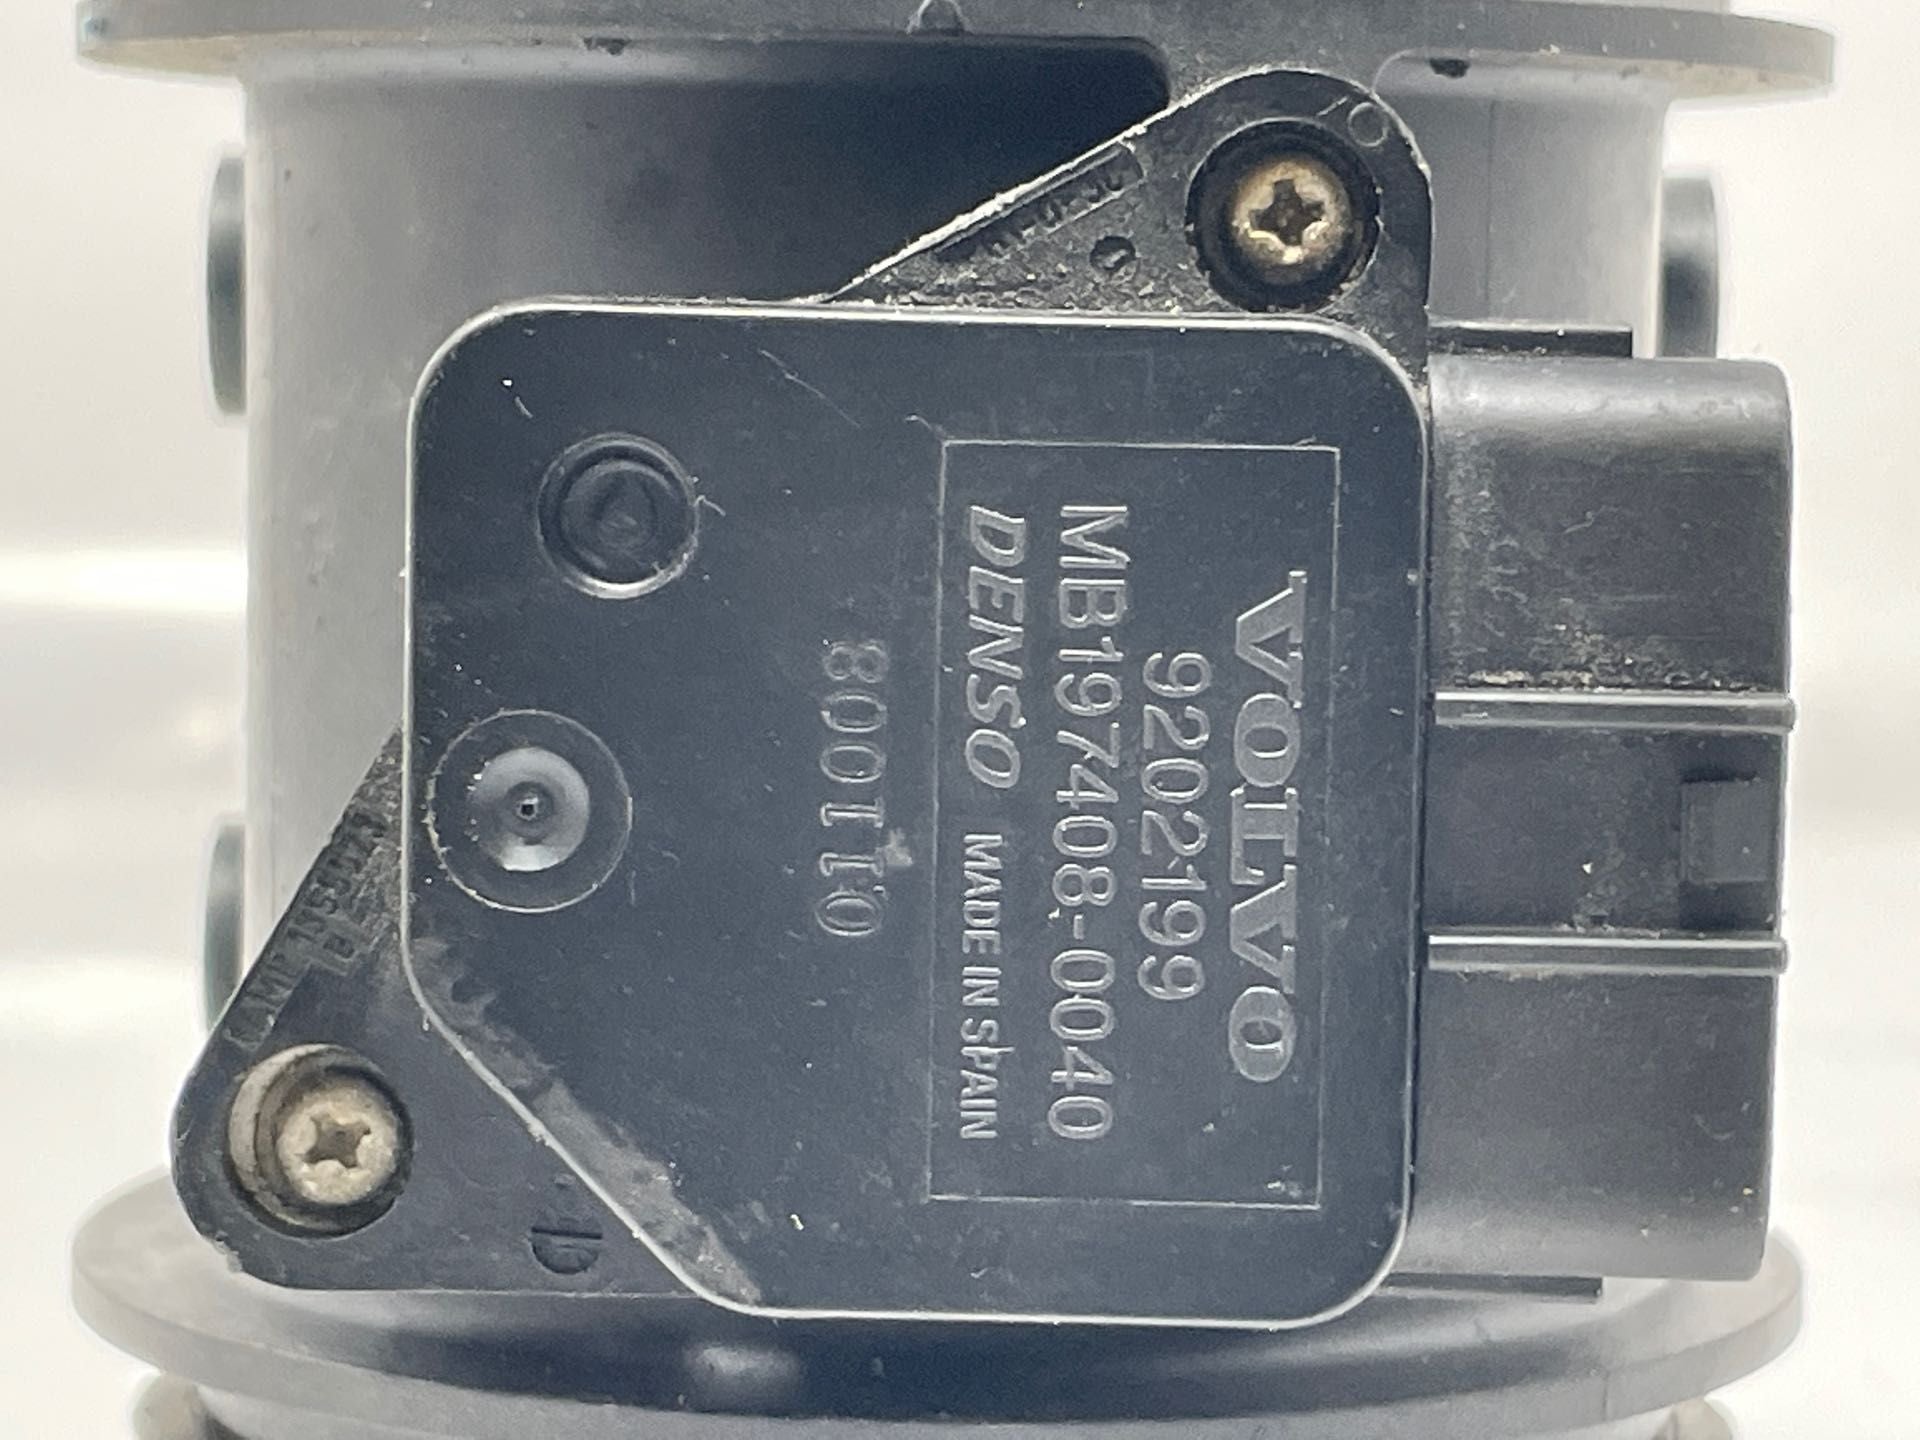 VOLVO
9202199
MB197408-0040
DENSO MADE IN SPAIN
800110